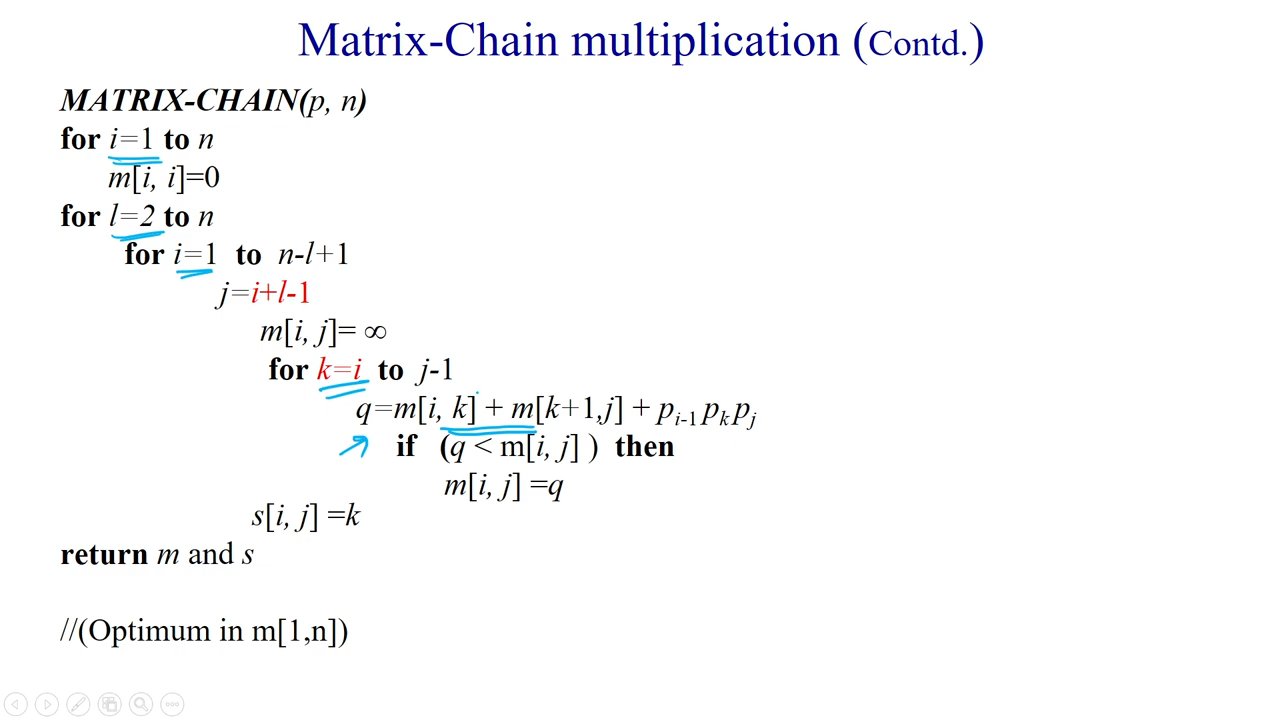 Matrix-Chain multiplication (Contd.)
MATRIX-CHAIN(p, n)
for i=1 to n
m[i, i]=0
for l=2 to n
for i=1 to n-l+1
j=i+l-1
m[i, j]= ∞
for k=i to j-1
q=m[i, k] + m[k+1,j] + pi-1 pk pj
if (q < m[i, j] ) then
m[i, j] =q
s[i, j] =k
return m and s
//(Optimum in m[1,n])